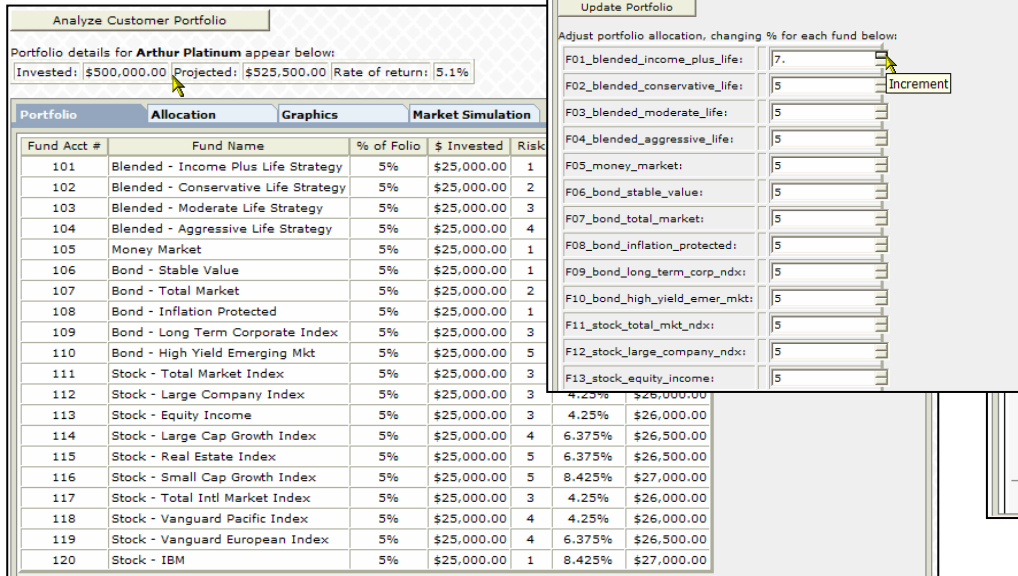 Analyze Customer Portfolio
Portfolio details for Arthur Platinum appear below:
Invested: $500,000.00 Projected: $525,500.00 Rate of return: 5.1%
Portfolio Allocation Graphics Market Simulation
Fund Acct # Fund Name % of Folio $ Invested Risk
101 Blended - Income Plus Life Strategy 5% $25,000.00 1
102 Blended - Conservative Life Strategy 5% $25,000.00 2
103 Blended - Moderate Life Strategy 5% $25,000.00 3
104 Blended - Aggressive Life Strategy 5% $25,000.00 4
105 Money Market 5% $25,000.00 1
106 Bond - Stable Value 5% $25,000.00 1
107 Bond - Total Market 5% $25,000.00 2
108 Bond - Inflation Protected 5% $25,000.00 1
109 Bond - Long Term Corporate Index 5% $25,000.00 3
110 Bond - High Yield Emerging Mkt 5% $25,000.00 5
111 Stock - Total Market Index 5% $25,000.00 3
112 Stock - Large Company Index 5% $25,000.00 3 4.25% $26,000.00
113 Stock - Equity Income 5% $25,000.00 3 4.25% $26,000.00
114 Stock - Large Cap Growth Index 5% $25,000.00 4 6.375% $26,500.00
115 Stock - Real Estate Index 5% $25,000.00 5 6.375% $26,500.00
116 Stock - Small Cap Growth Index 5% $25,000.00 5 8.425% $27,000.00
117 Stock - Total Intl Market Index 5% $25,000.00 3 4.25% $26,000.00
118 Stock - Vanguard Pacific Index 5% $25,000.00 4 4.25% $26,000.00
119 Stock - Vanguard European Index 5% $25,000.00 4 6.375% $26,500.00
120 Stock - IBM 5% $25,000.00 1 8.425% $27,000.00
Update Portfolio
Adjust portfolio allocation, changing % for each fund below:
F01_blended_income_plus_life: 7.
Increment
F02_blended_conservative_life: 5
F03_blended_moderate_life: 5
F04_blended_aggressive_life: 5
F05_money_market: 5
F06_bond_stable_value: 5
F07_bond_total_market: 5
F08_bond_inflation_protected: 5
F09_bond_long_term_corp_ndx: 5
F10_bond_high_yield_emer_mkt: 5
F11_stock_total_mkt_ndx: 5
F12_stock_large_company_ndx: 5
F13_stock_equity_income: 5